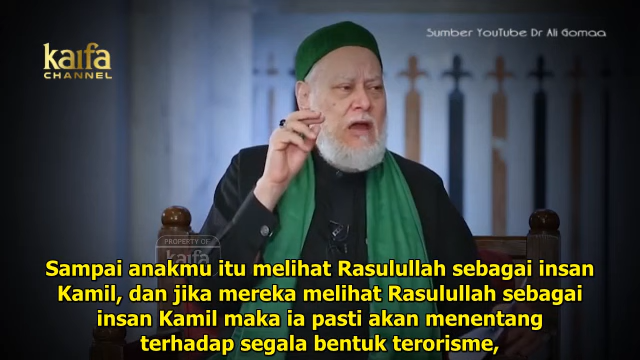 Sumber YouTube Dr Ali Gomaa
kaifa
CHANNEL
PROPERTY OF
kaifa
Sampai anakmu itu melihat Rasulullah sebagai insan
Kamil, dan jika mereka melihat Rasulullah sebagai
insan Kamil maka ia pasti akan menentang
terhadap segala bentuk terorisme,